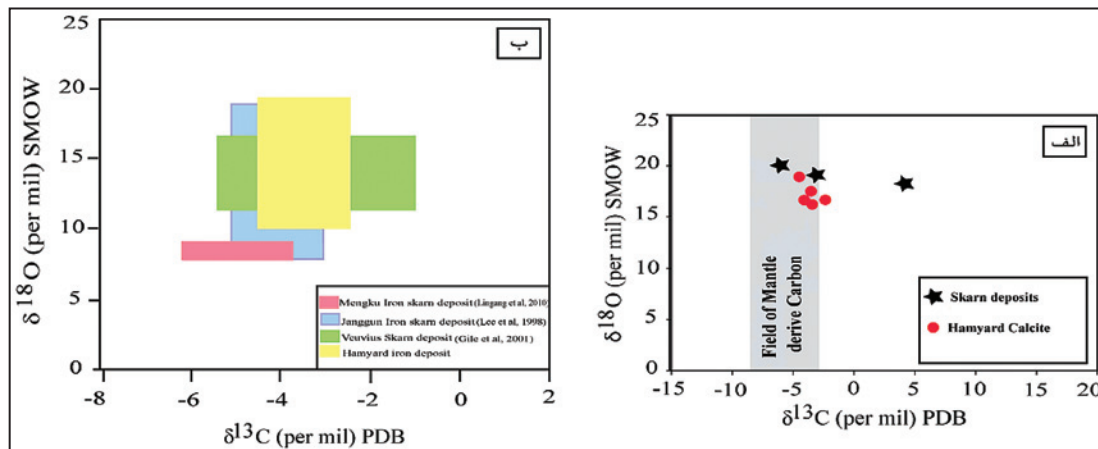 ب
25
20
15
10
5
0
-8
-6
-4
-2
0
2
δ 18O (per mil) SMOW
δ13C (per mil) PDB
Mengku Iron skarn deposit (Lingang et al, 2010)
Janggun Iron skarn deposit (Lee et al, 1998)
Veuvius Skarn deposit (Gile et al, 2001)
Hamyard iron deposit
الف
25
20
15
10
5
0
-15
-10
-5
0
5
10
15
20
δ18O (per mil) SMOW
δ13C (per mil) PDB
Field of Mantle
derive Carbon
Skarn deposits
Hamyard Calcite